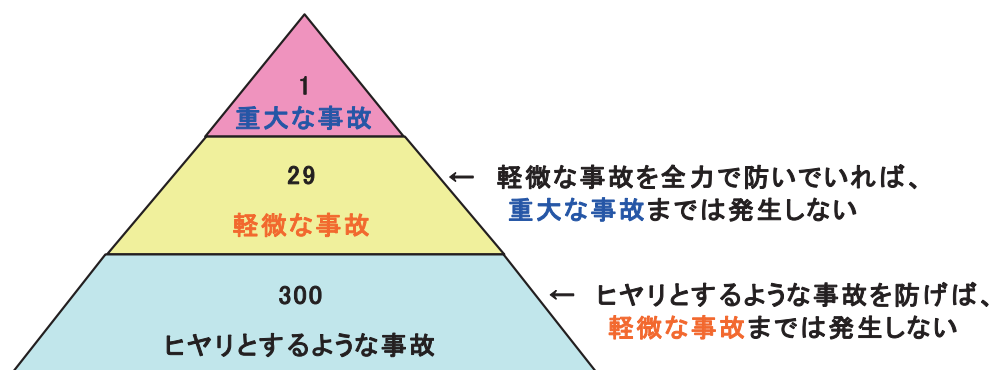 1
重大な事故
29
軽微な事故
← 軽微な事故を全力で防いでいれば、
重大な事故までは発生しない
300
ヒヤリとするような事故
← ヒヤリとするような事故を防げば、
軽微な事故までは発生しない